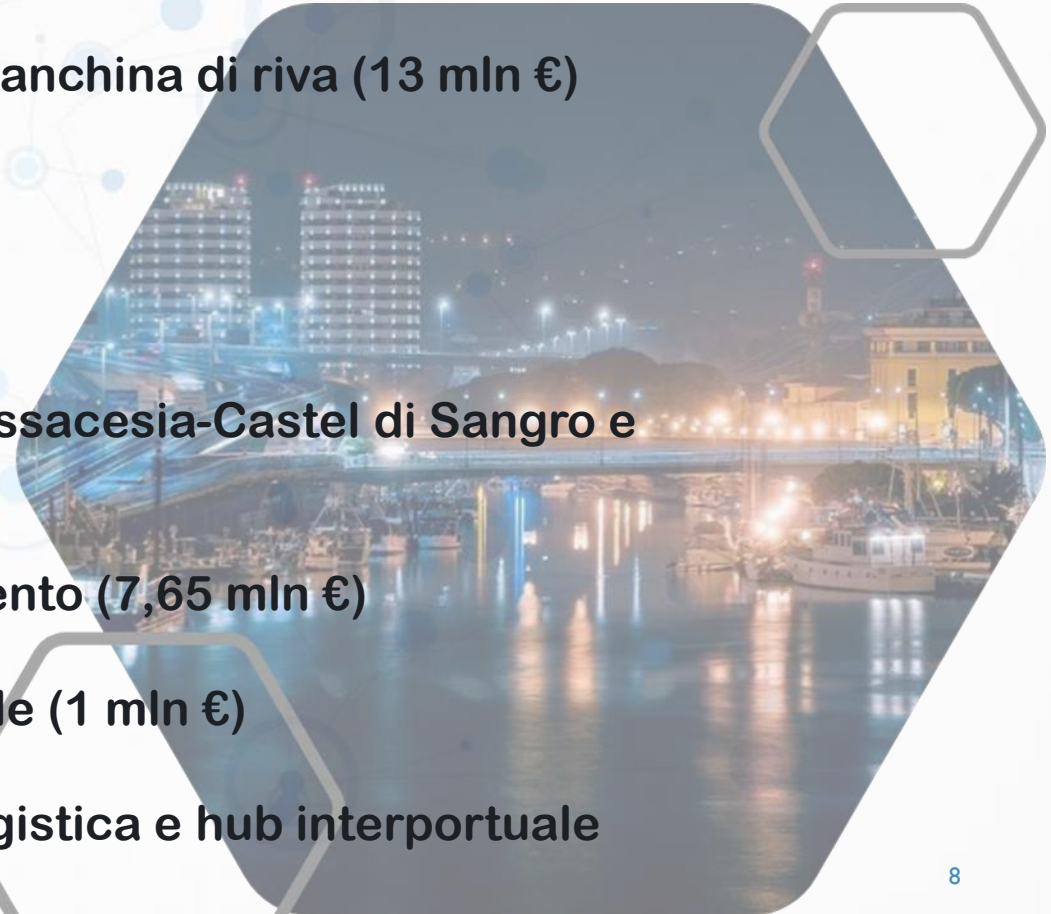 anchina di riva (13 mln €)
ssacesia-Castel di Sangro e
ento (7,65 mln €)
le (1 mln €)
gistica e hub interportuale
8